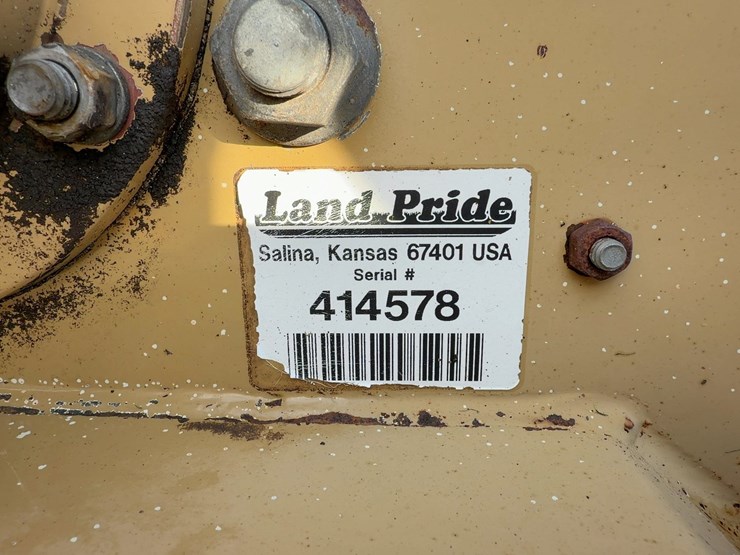 Land Pride
Salina, Kansas 67401 USA
Serial #
414578